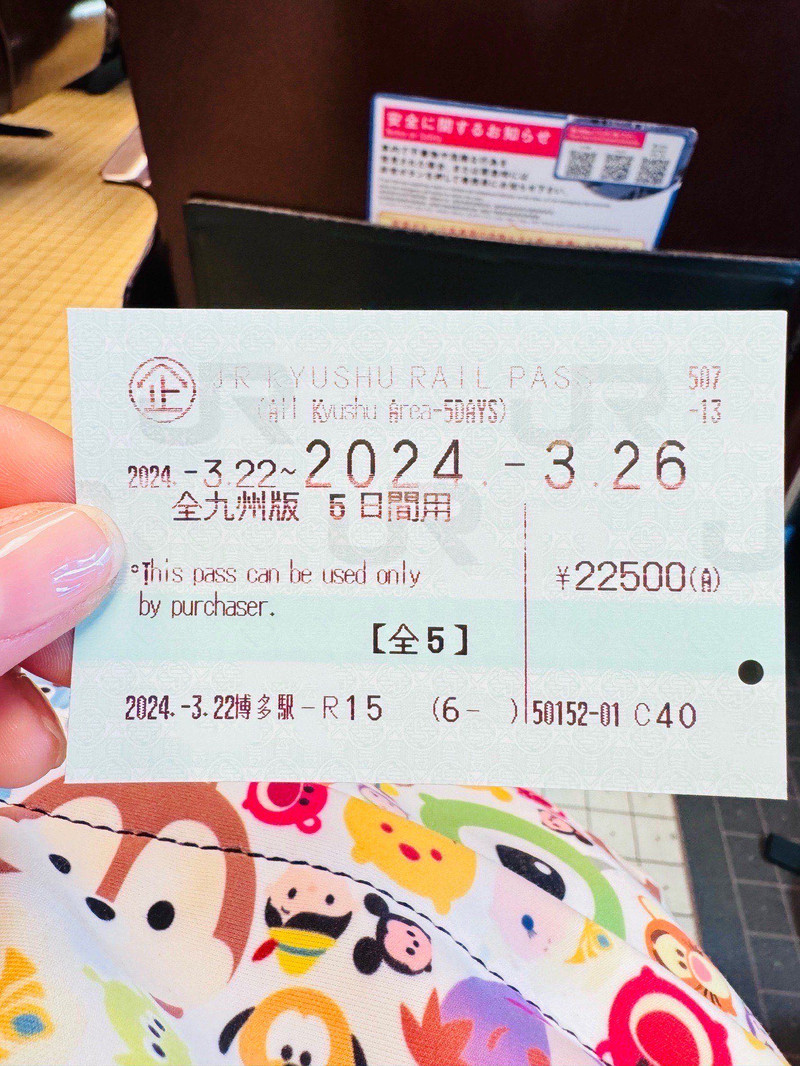 安全に関するお知らせ
企 JR KYUSHU RAIL PASS 507
(All Kyushu Area-5DAYS) -13
2024.-3.22~2024.-3.26
全九州版 5日間用
°This pass can be used only
by purchaser.
¥22500(A)
【全5】
2024.-3.22博多駅-R15 (6- ) 50152-01 C40